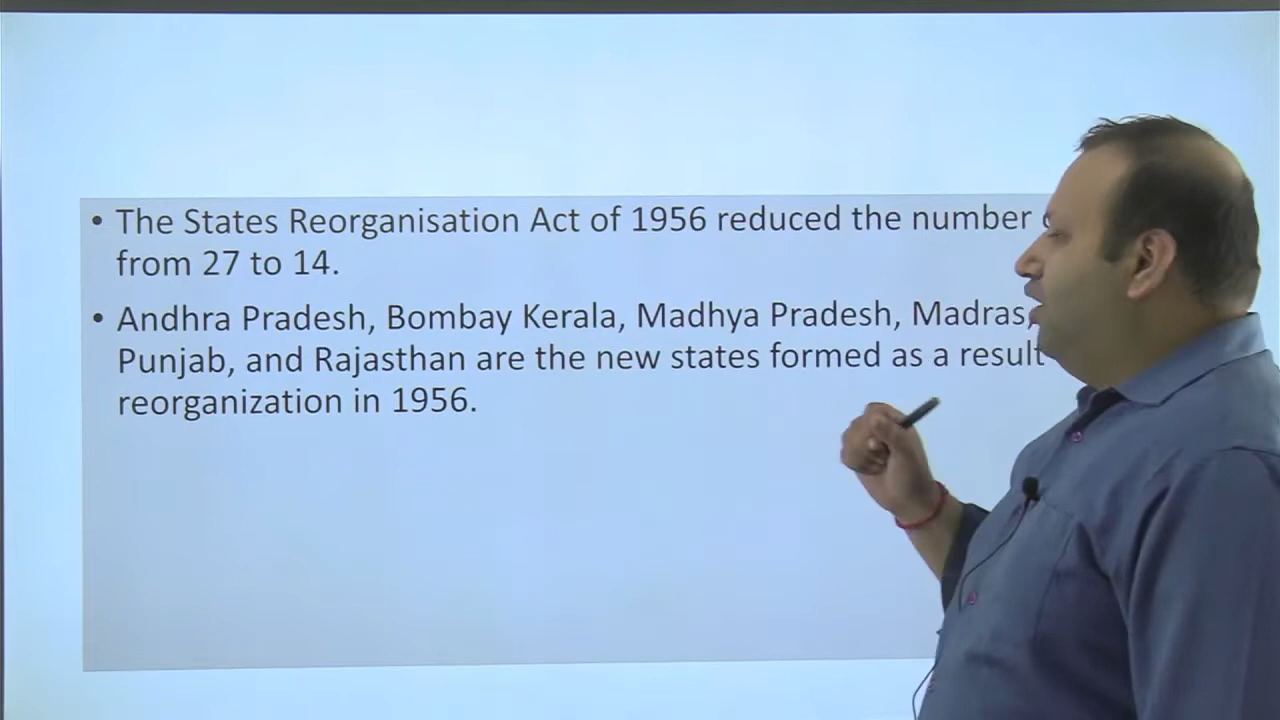 • The States Reorganisation Act of 1956 reduced the number
from 27 to 14.
• Andhra Pradesh, Bombay Kerala, Madhya Pradesh, Madras,
Punjab, and Rajasthan are the new states formed as a result
reorganization in 1956.